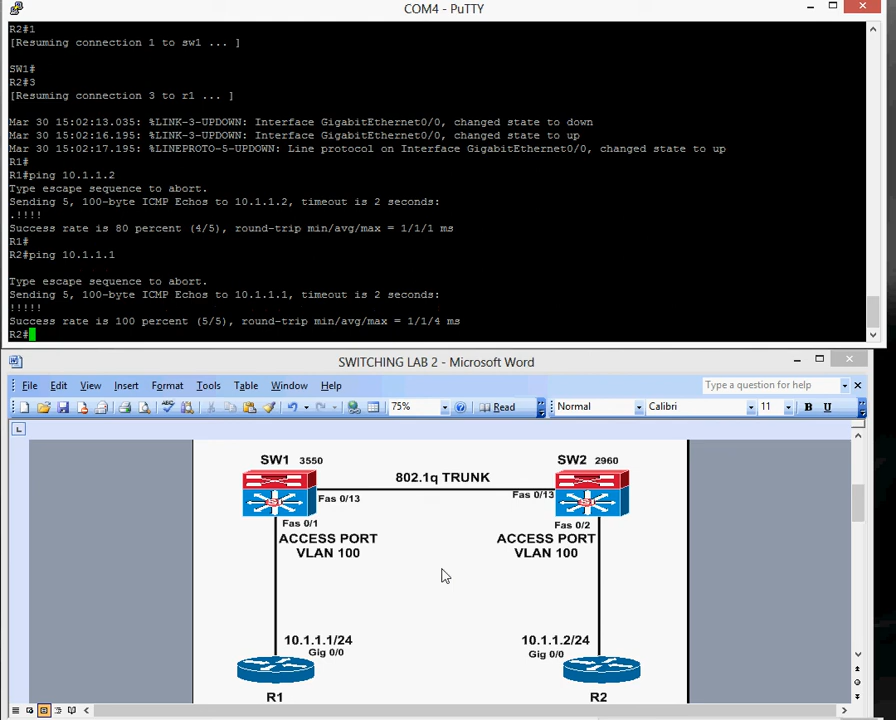 COM4 - PuTTY
R2#1
[Resuming connection 1 to sw1 ... ]
SW1#
R2#3
[Resuming connection 3 to r1 ... ]
Mar 30 15:02:13.035: %LINK-3-UPDOWN: Interface GigabitEthernet0/0, changed state to down
Mar 30 15:02:16.195: %LINK-3-UPDOWN: Interface GigabitEthernet0/0, changed state to up
Mar 30 15:02:17.195: %LINEPROTO-5-UPDOWN: Line protocol on Interface GigabitEthernet0/0, changed state to up
R1#
R1#ping 10.1.1.2
Type escape sequence to abort.
Sending 5, 100-byte ICMP Echos to 10.1.1.2, timeout is 2 seconds:
.!!!!
Success rate is 80 percent (4/5), round-trip min/avg/max = 1/1/1 ms
R1#
R2#ping 10.1.1.1
Type escape sequence to abort.
Sending 5, 100-byte ICMP Echos to 10.1.1.1, timeout is 2 seconds:
!!!!!
Success rate is 100 percent (5/5), round-trip min/avg/max = 1/1/4 ms
R2#
SWITCHING LAB 2 - Microsoft Word
File Edit View Insert Format Tools Table Window Help Type a question for help
75% Read Normal Calibri 11 B U
SW1 3550 SW2 2960
802.1q TRUNK
Fas 0/13 Fas 0/13
Fas 0/1 Fas 0/2
ACCESS PORT ACCESS PORT
VLAN 100 VLAN 100
10.1.1.1/24 10.1.1.2/24
Gig 0/0 Gig 0/0
R1 R2